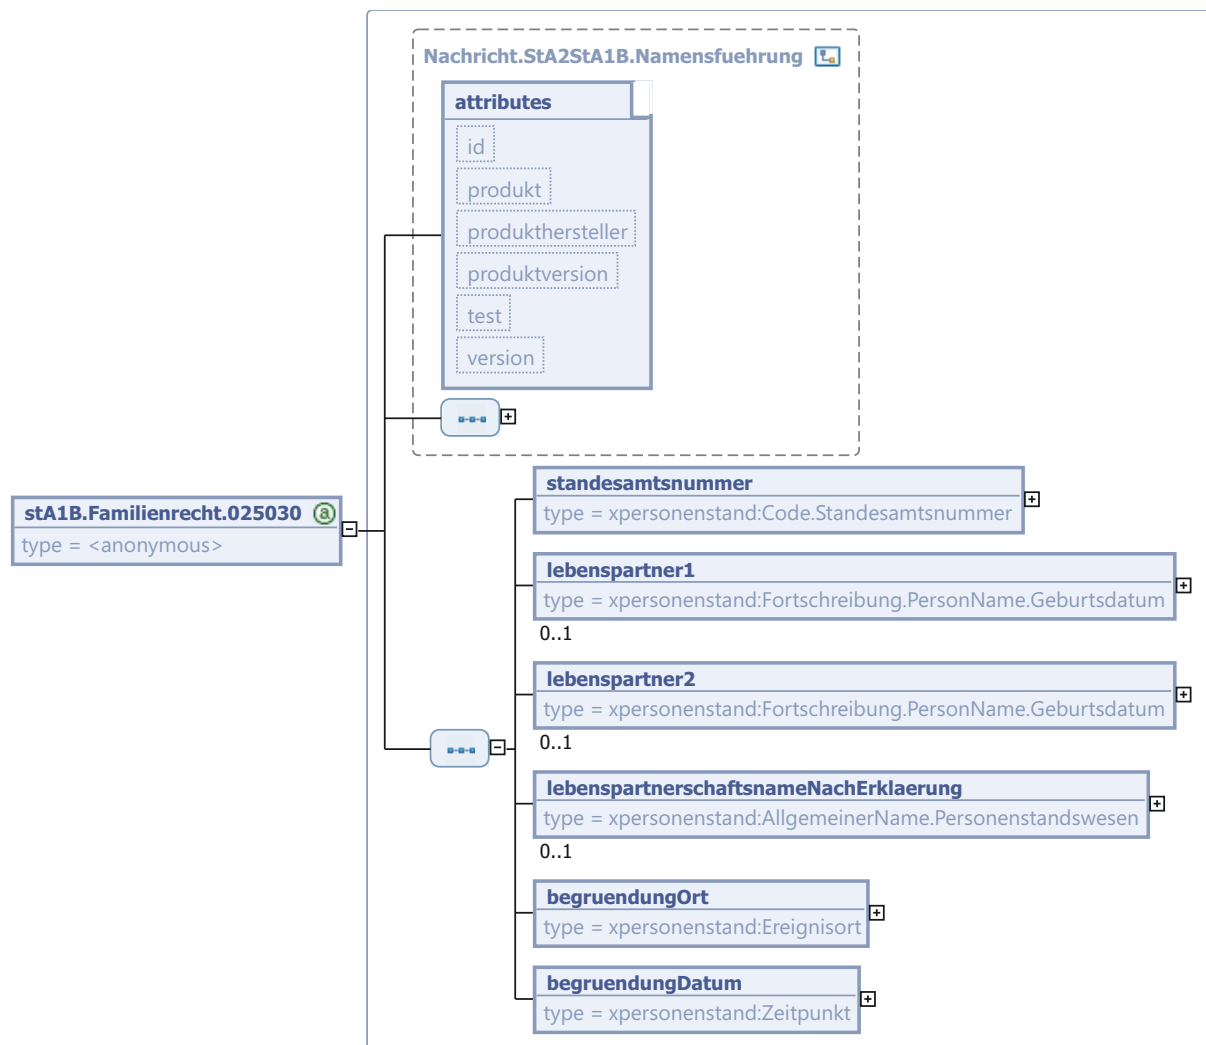 Nachricht.StA2StA1B.Namensfuehrung
attributes
id
produkt
produkthersteller
produktversion
test
version
stA1B.Familienrecht.025030
type = <anonymous>
standesamtsnummer
type = xpersonenstand:Code.Standesamtsnummer
lebenspartner1
type = xpersonenstand:Fortschreibung.PersonName.Geburtsdatum
0..1
lebenspartner2
type = xpersonenstand:Fortschreibung.PersonName.Geburtsdatum
0..1
lebenspartnerschaftsnameNachErklaerung
type = xpersonenstand:AllgemeinerName.Personenstandswesen
0..1
begruendungOrt
type = xpersonenstand:Ereignisort
begruendungDatum
type = xpersonenstand:Zeitpunkt